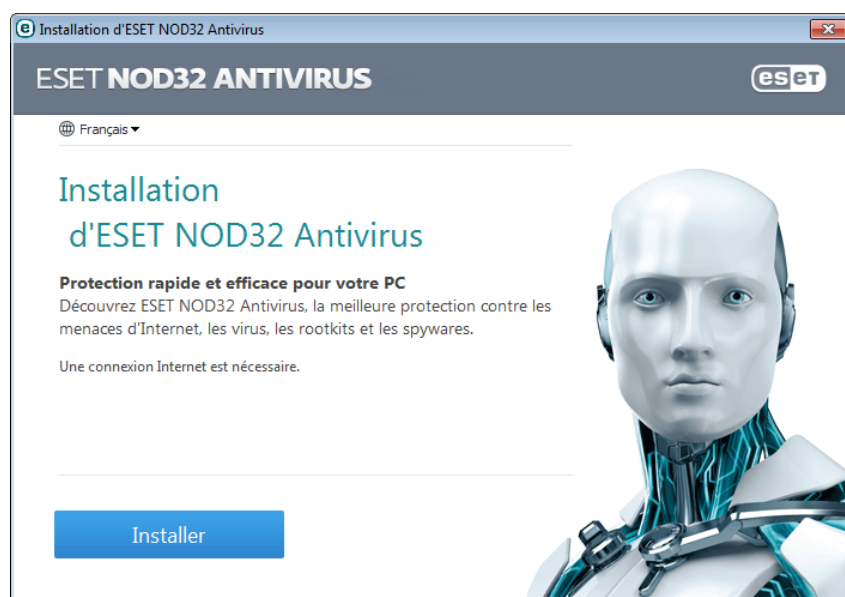 Installation d'ESET NOD32 Antivirus
ESET NOD32 ANTIVIRUS
eset
Français
Installation
d'ESET NOD32 Antivirus
Protection rapide et efficace pour votre PC
Découvrez ESET NOD32 Antivirus, la meilleure protection contre les
menaces d'Internet, les virus, les rootkits et les spywares.
Une connexion Internet est nécessaire.
Installer